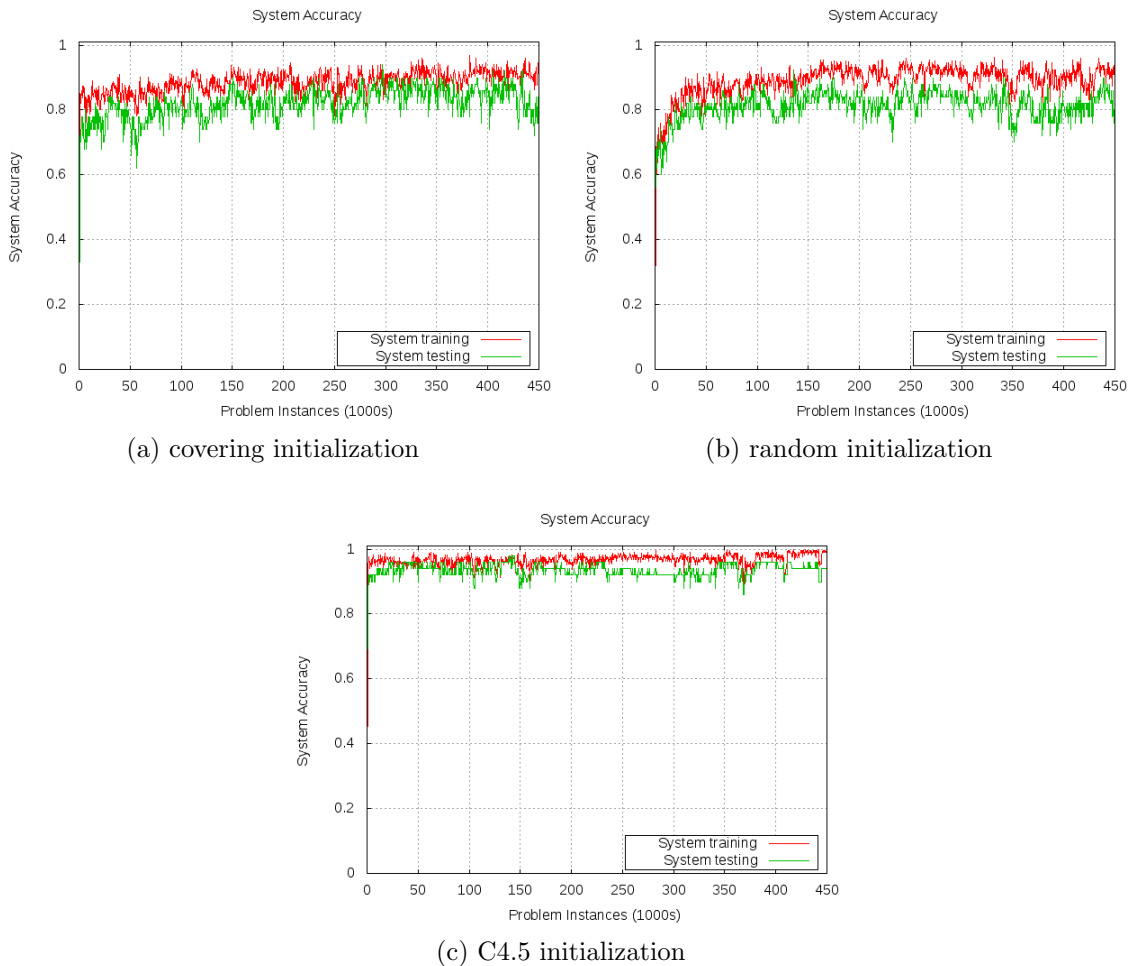 System Accuracy
System Accuracy
1
0.8
0.6
0.4
0.2
0
0 50 100 150 200 250 300 350 400 450
System training
System testing
Problem Instances (1000s)
(a) covering initialization
System Accuracy
System Accuracy
1
0.8
0.6
0.4
0.2
0
0 50 100 150 200 250 300 350 400 450
System training
System testing
Problem Instances (1000s)
(b) random initialization
System Accuracy
System Accuracy
1
0.8
0.6
0.4
0.2
0
0 50 100 150 200 250 300 350 400 450
System training
System testing
Problem Instances (1000s)
(c) C4.5 initialization